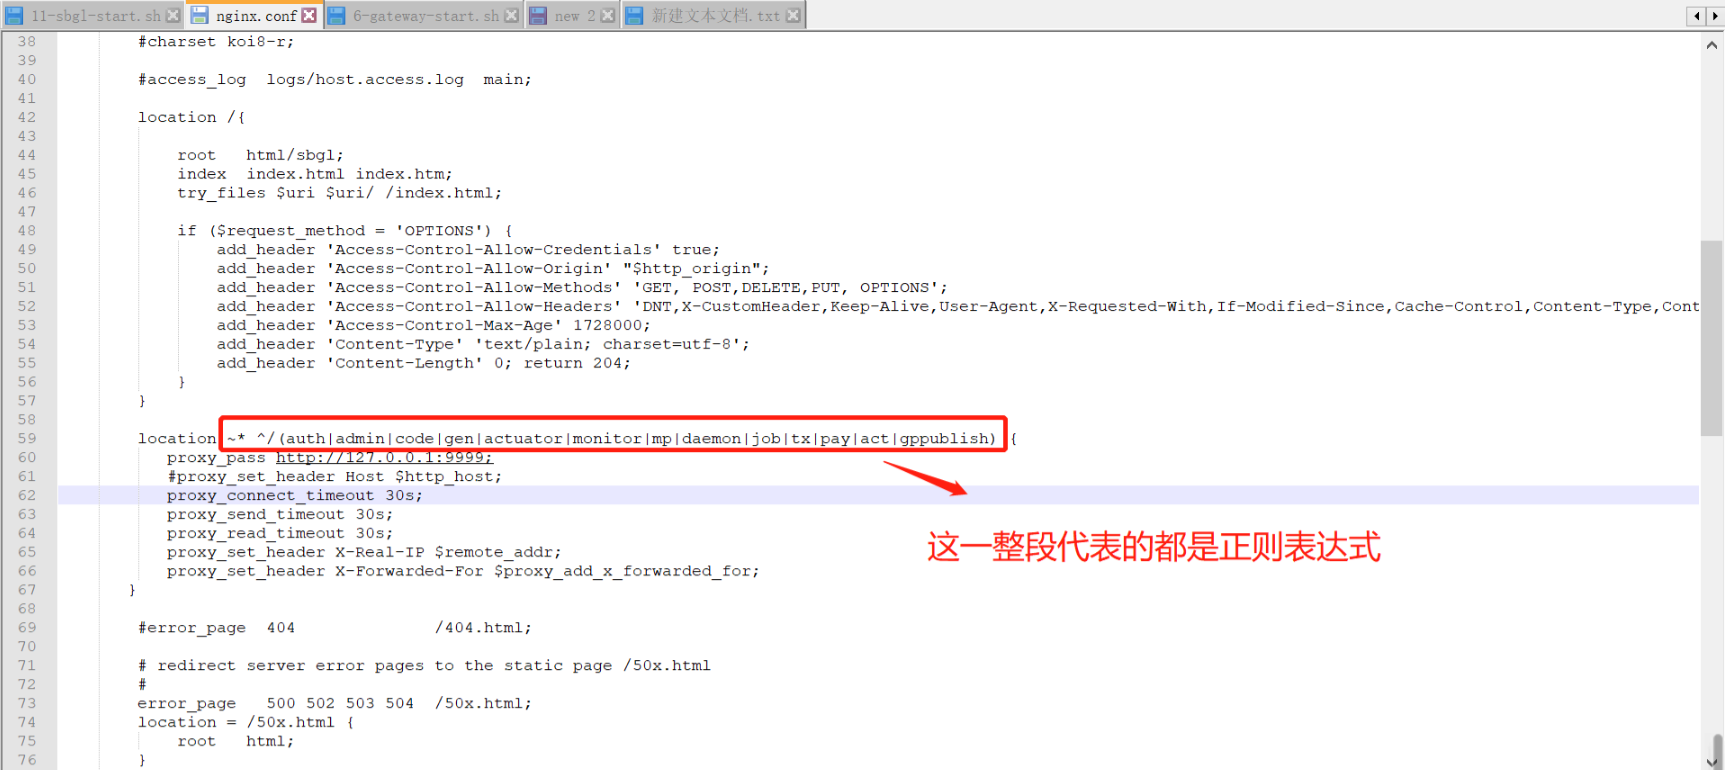 11-sbgl-start.sh nginx.conf 6-gateway-start.sh new 2 新建文本文档.txt
38 #charset koi8-r;
39
40 #access_log logs/host.access.log main;
41
42 location /{
43
44 root html/sbgl;
45 index index.html index.htm;
46 try_files $uri $uri/ /index.html;
47
48 if ($request_method = 'OPTIONS') {
49 add_header 'Access-Control-Allow-Credentials' true;
50 add_header 'Access-Control-Allow-Origin' "$http_origin";
51 add_header 'Access-Control-Allow-Methods' 'GET, POST,DELETE,PUT, OPTIONS';
52 add_header 'Access-Control-Allow-Headers' 'DNT,X-CustomHeader,Keep-Alive,User-Agent,X-Requested-With,If-Modified-Since,Cache-Control,Content-Type,Cont
53 add_header 'Access-Control-Max-Age' 1728000;
54 add_header 'Content-Type' 'text/plain; charset=utf-8';
55 add_header 'Content-Length' 0; return 204;
56 }
57 }
58
59 location ~* ^/(auth|admin|code|gen|actuator|monitor|mp|daemon|job|tx|pay|act|gppublish) {
60 proxy_pass http://127.0.0.1:9999;
61 #proxy_set_header Host $http_host;
62 proxy_connect_timeout 30s;
63 proxy_send_timeout 30s;
64 proxy_read_timeout 30s;
65 proxy_set_header X-Real-IP $remote_addr;
66 proxy_set_header X-Forwarded-For $proxy_add_x_forwarded_for;
67 }
这一整段代表的都是正则表达式
68
69 #error_page 404 /404.html;
70
71 # redirect server error pages to the static page /50x.html
72 #
73 error_page 500 502 503 504 /50x.html;
74 location = /50x.html {
75 root html;
76 }